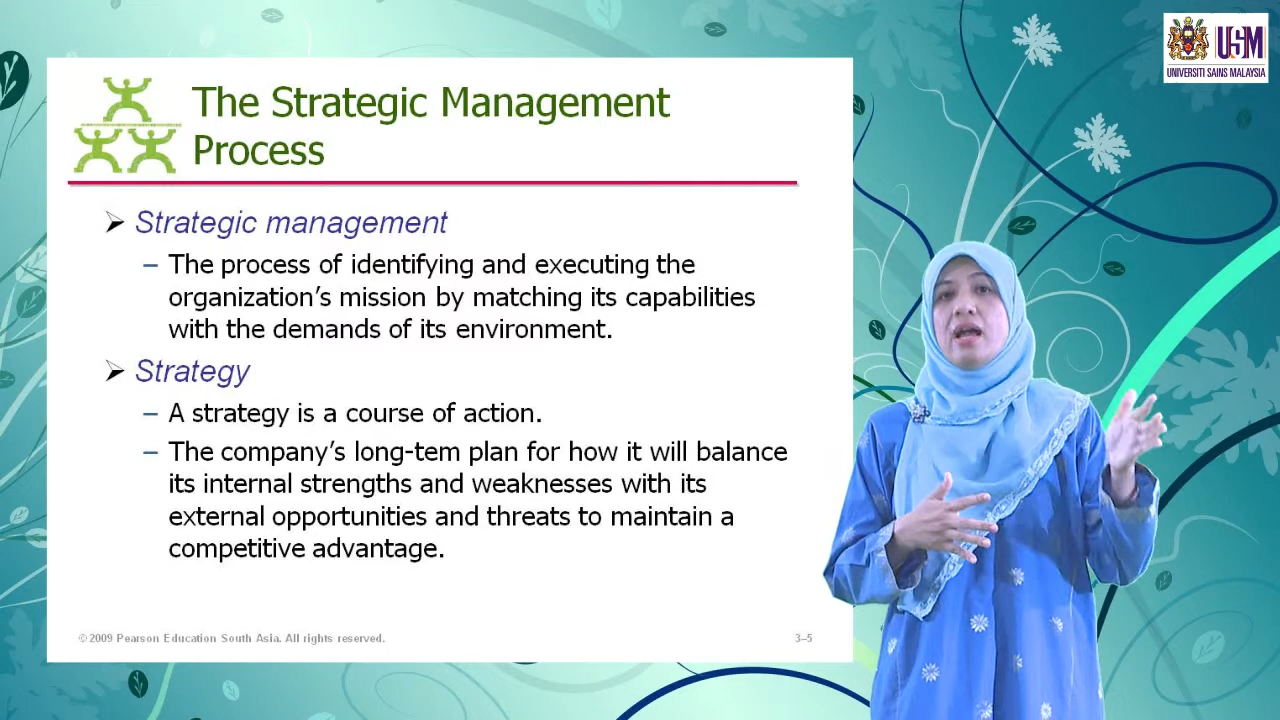 USM
UNIVERSITI SAINS MALAYSIA
The Strategic Management
Process
➢ Strategic management
– The process of identifying and executing the
organization's mission by matching its capabilities
with the demands of its environment.
➢ Strategy
– A strategy is a course of action.
– The company's long-tem plan for how it will balance
its internal strengths and weaknesses with its
external opportunities and threats to maintain a
competitive advantage.
© 2009 Pearson Education South Asia. All rights reserved.
3–5